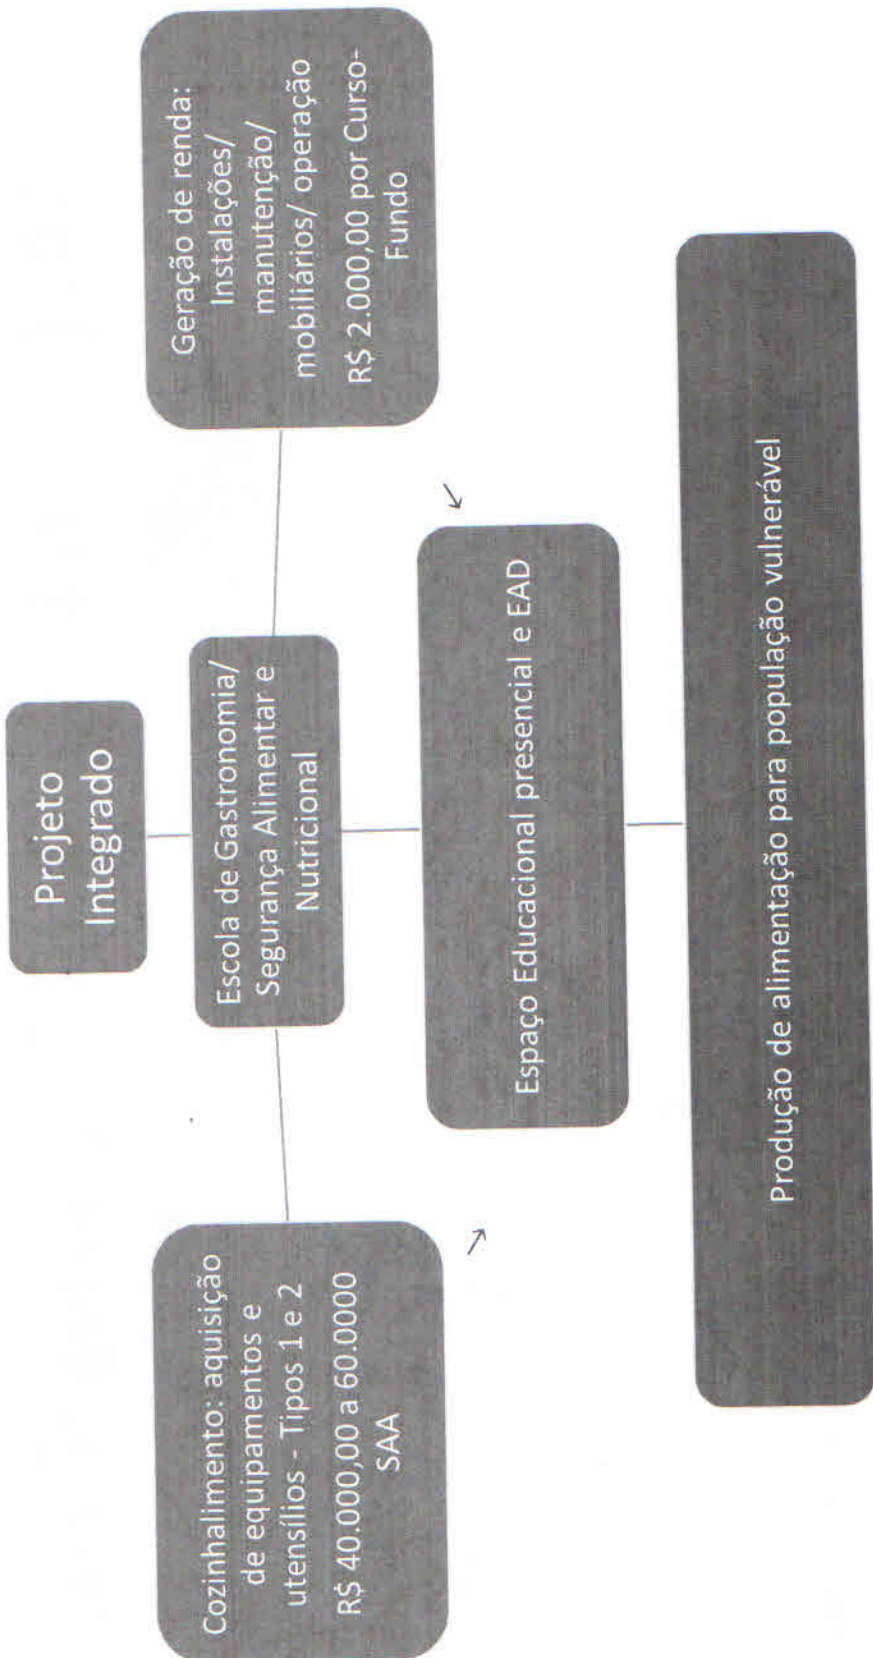 Projeto
Integrado
Escola de Gastronomia/
Segurança Alimentar e
Nutricional
Cozinhalimento: aquisição
de equipamentos e
utensílios - Tipos 1 e 2
R$ 40.000,00 a 60.0000
SAA
Geração de renda:
Instalações/
manutenção/
mobiliários/ operação
R$ 2.000,00 por Curso-
Fundo
Espaço Educacional presencial e EAD
Produção de alimentação para população vulnerável